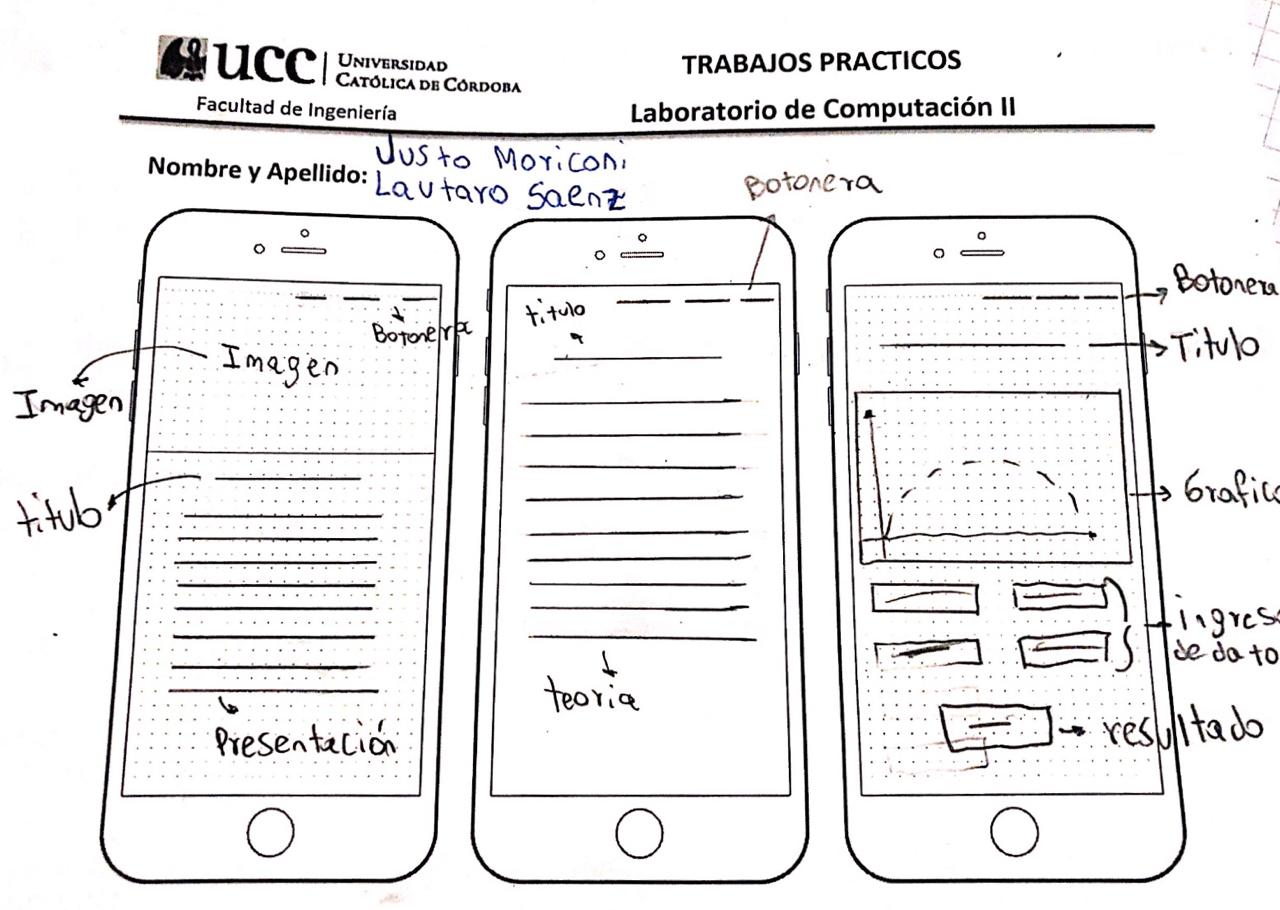 UCC
UNIVERSIDAD
CATÓLICA DE CÓRDOBA
Facultad de Ingeniería
TRABAJOS PRACTICOS
Laboratorio de Computación II
Nombre y Apellido:
Justo Moriconi
Lautaro Saenz
Botonera
Imagen
Imagen
titulo
Presentación
Botonera
titulo
teoria
Botonera
Titulo
Grafico
ingreso
de dato
resultado